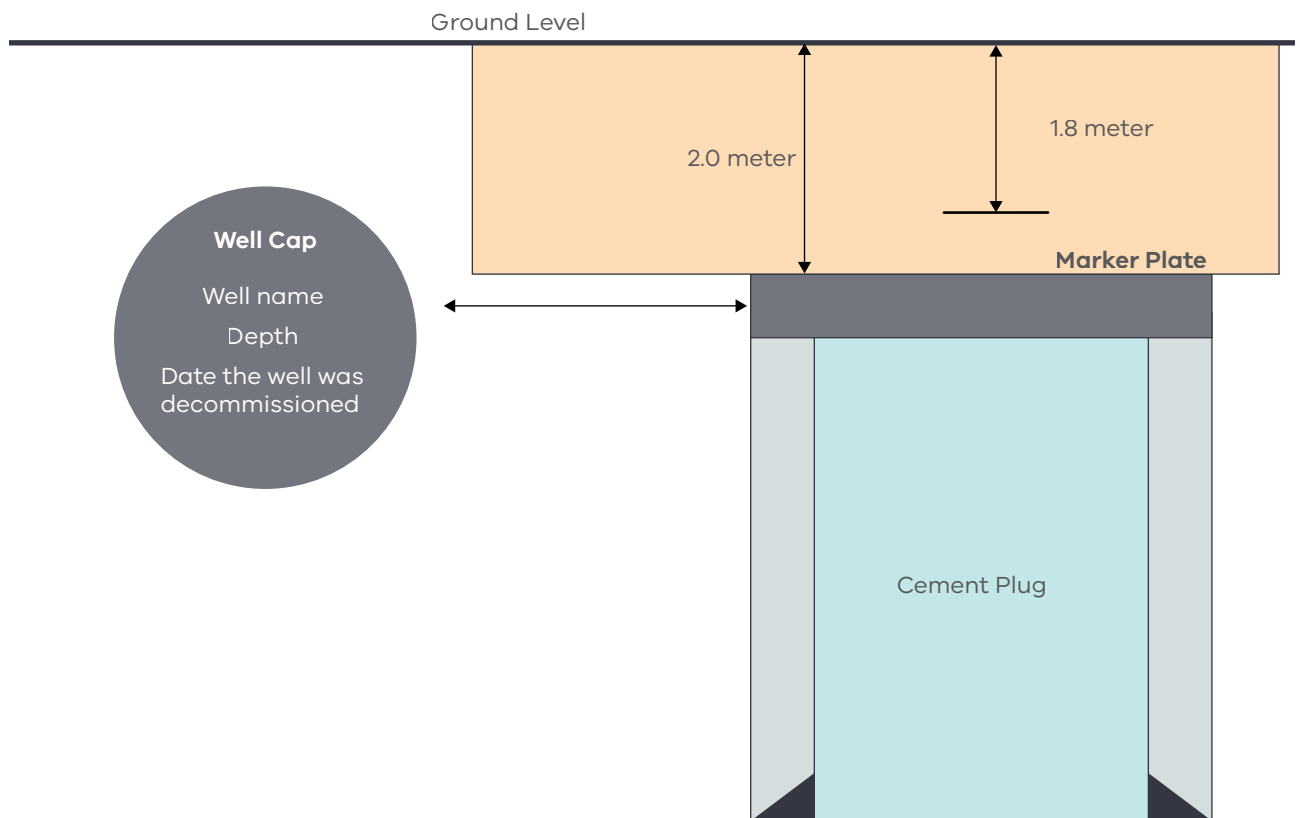 Ground Level
1.8 meter
2.0 meter
Well Cap
Marker Plate
Well name
Depth
Date the well was
decommissioned
Cement Plug